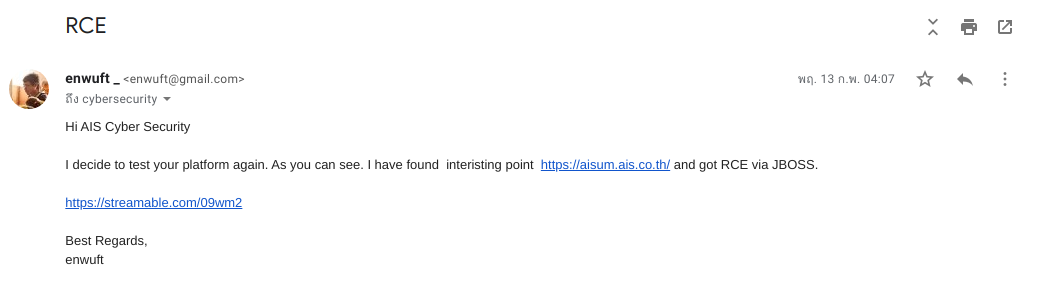 RCE
enwuft _ <enwuft@gmail.com>
พฤ. 13 ก.พ. 04:07
ถึง cybersecurity
Hi AIS Cyber Security
I decide to test your platform again. As you can see. I have found  interisting point  https://aisum.ais.co.th/ and got RCE via JBOSS.
https://streamable.com/09wm2
Best Regards,
enwuft